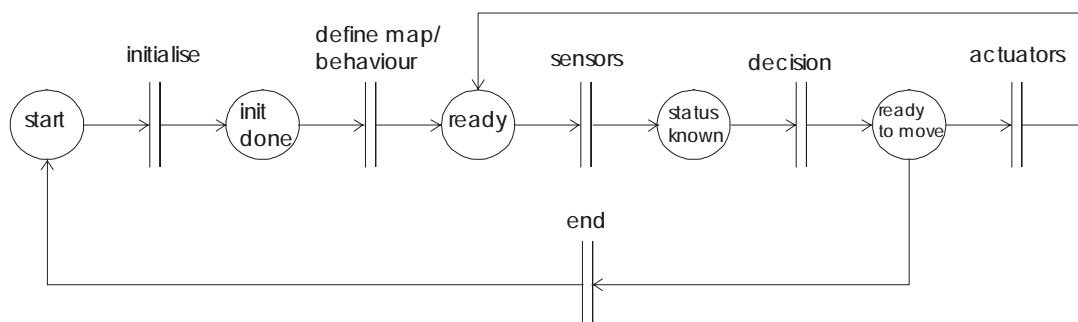 define map/
behaviour
initialise
sensors
decision
actuators
start
init
done
ready
status
known
ready
to move
end